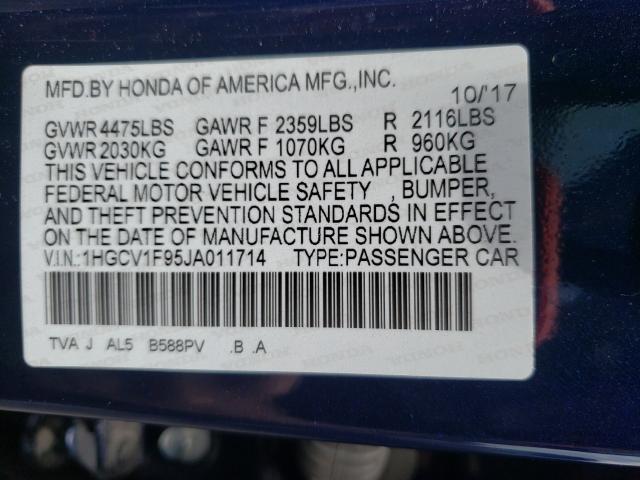 MFD.BY HONDA OF AMERICA MFG.,INC.
10/'17
GVWR 4475LBS GAWR F 2359LBS R 2116LBS
GVWR 2030KG GAWR F 1070KG R 960KG
THIS VEHICLE CONFORMS TO ALL APPLICABLE
FEDERAL MOTOR VEHICLE SAFETY , BUMPER,
AND THEFT PREVENTION STANDARDS IN EFFECT
ON THE DATE OF MANUFACTURE SHOWN ABOVE.
V.I.N.:1HGCV1F95JA011714 TYPE:PASSENGER CAR
TVA J AL5 B588PV .B .A